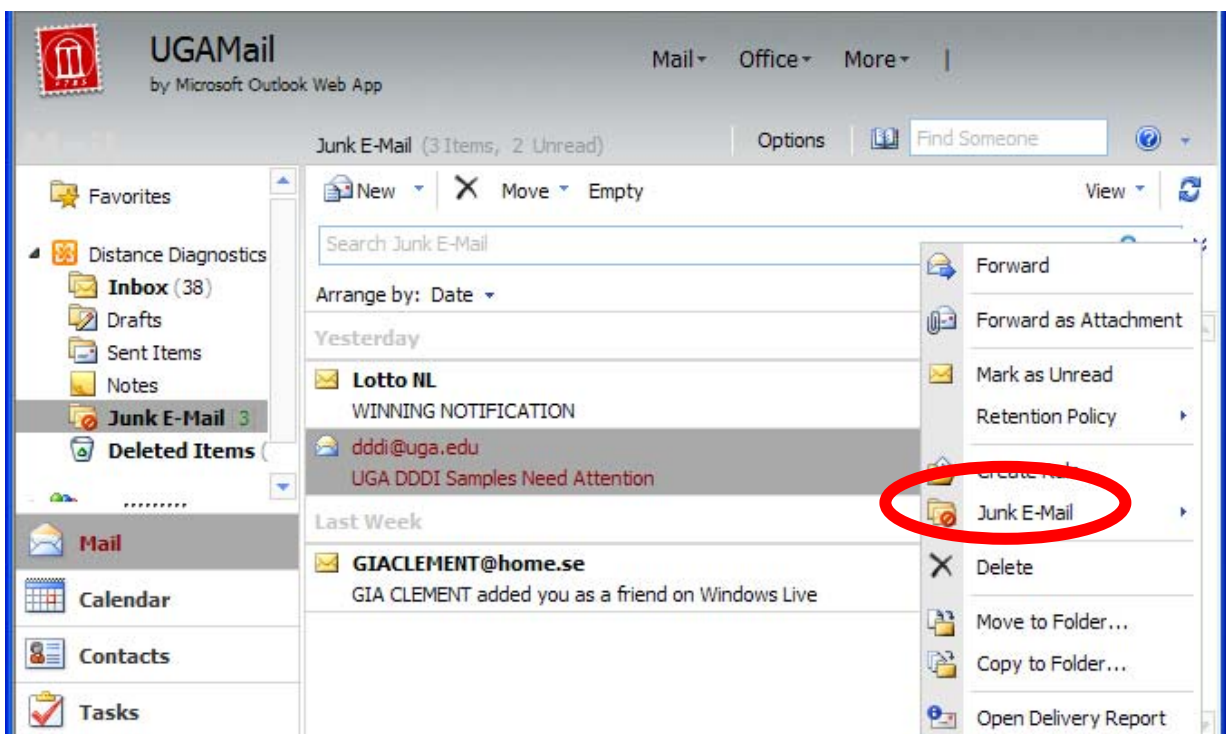 UGAMail
by Microsoft Outlook Web App
Mail Office More |
Junk E-Mail (3 Items, 2 Unread) Options Find Someone
Favorites
New Move Empty View
Distance Diagnostics
Search Junk E-Mail
Inbox (38)
Arrange by: Date
Drafts
Sent Items
Notes
Junk E-Mail (3
Deleted Items (
Yesterday
Lotto NL
WINNING NOTIFICATION
dddi@uga.edu
UGA DDDI Samples Need Attention
Last Week
GIACLEMENT@home.se
GIA CLEMENT added you as a friend on Windows Live
Mail
Calendar
Contacts
Tasks
Forward
Forward as Attachment
Mark as Unread
Retention Policy
Create
Junk E-Mail
Delete
Move to Folder...
Copy to Folder...
Open Delivery Report